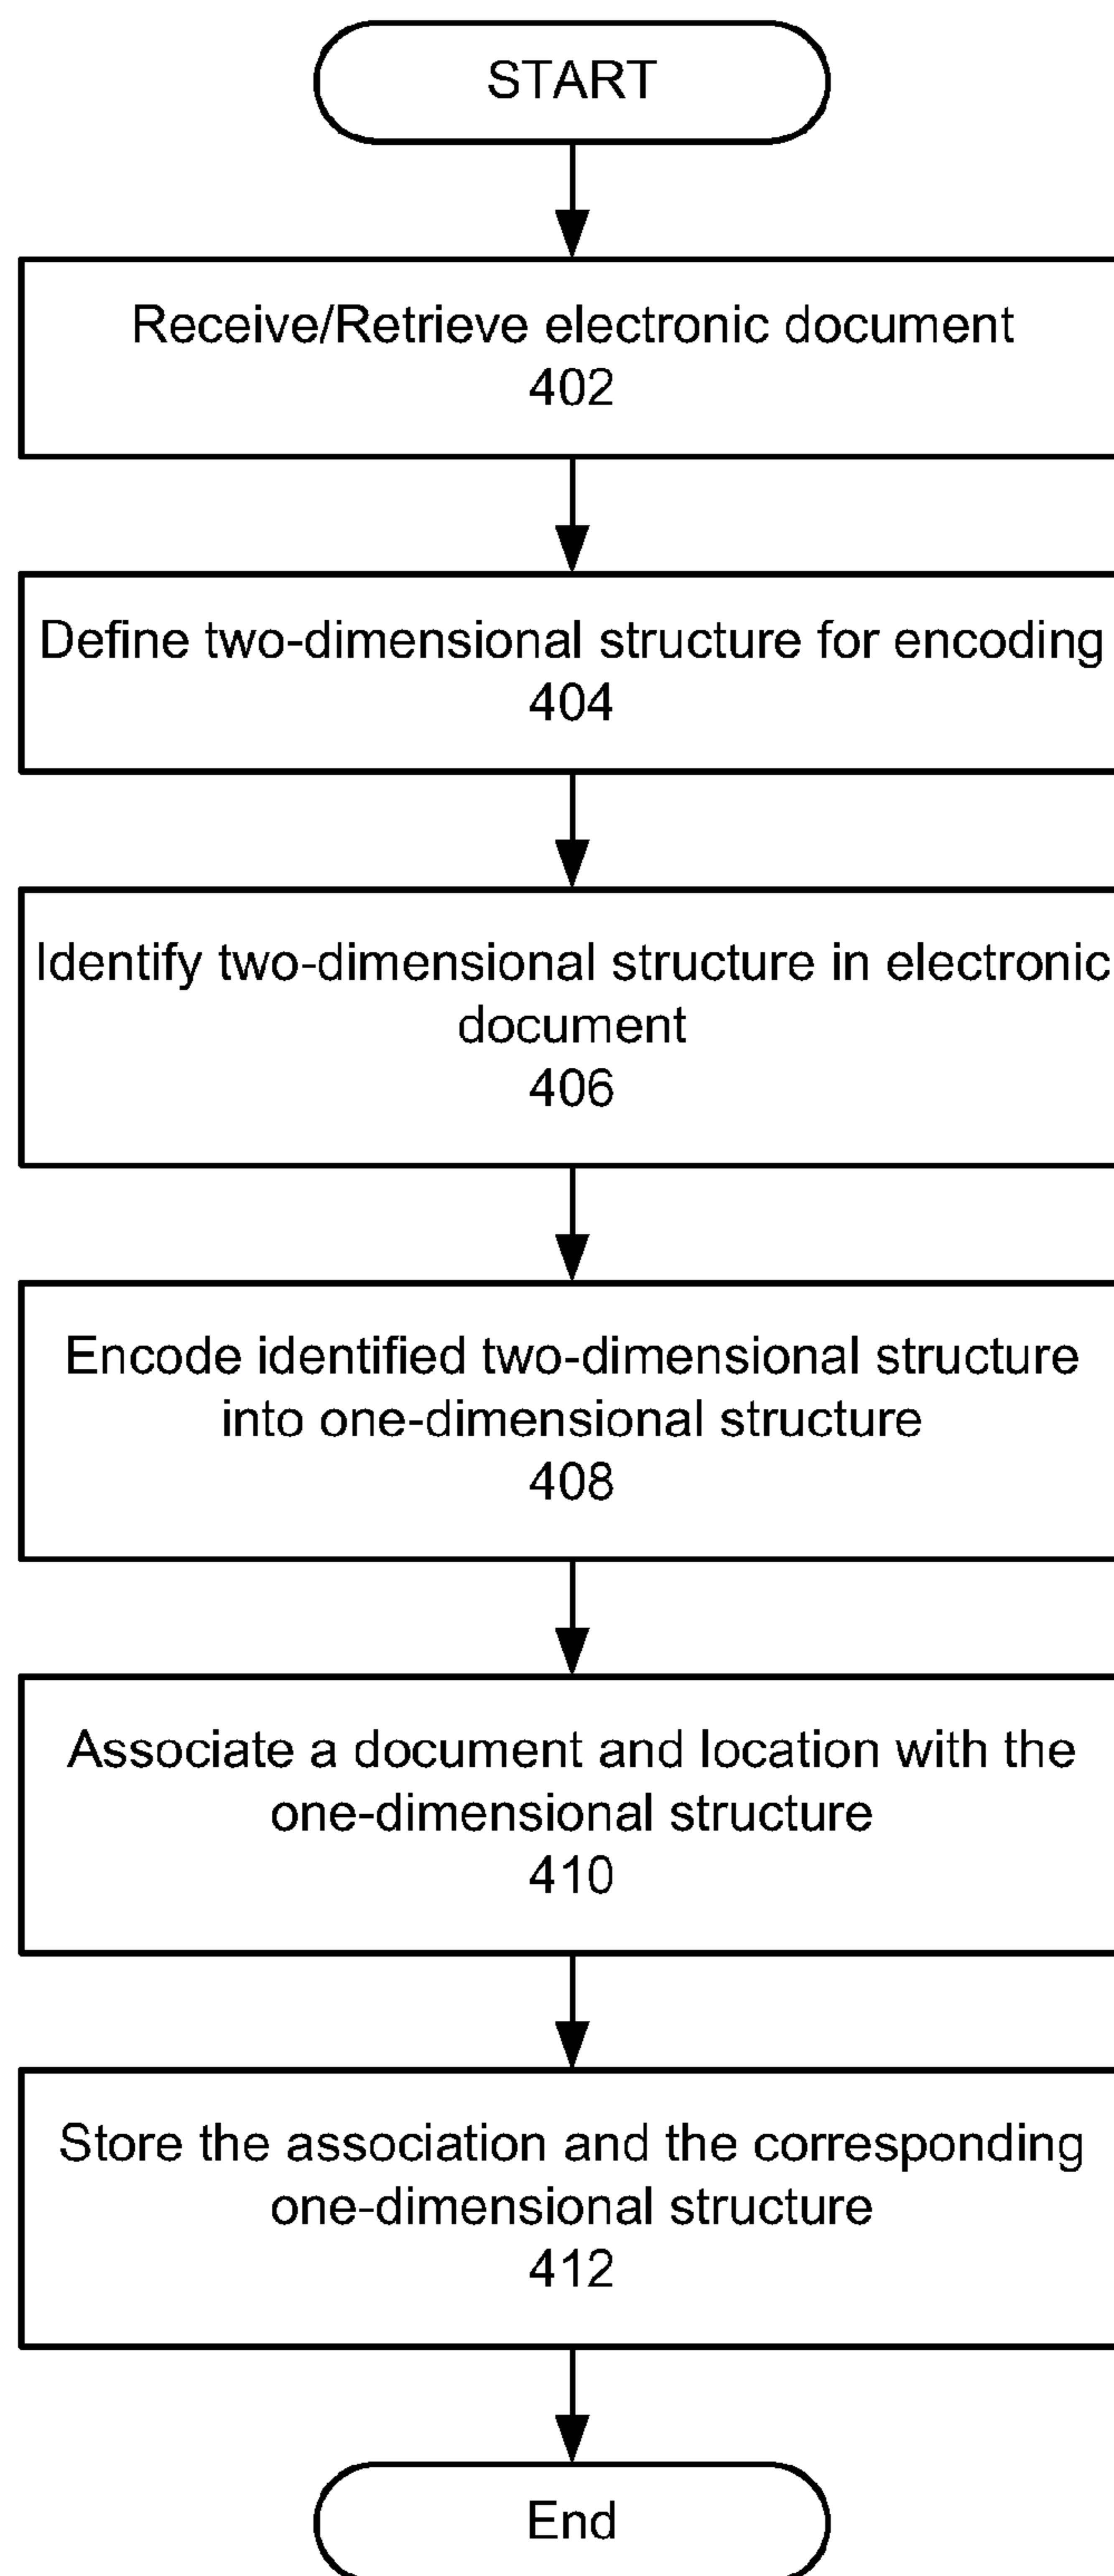 START
Receive/Retrieve electronic document
402
Define two-dimensional structure for encoding
404
Identify two-dimensional structure in electronic
document
406
Encode identified two-dimensional structure
into one-dimensional structure
408
Associate a document and location with the
one-dimensional structure
410
Store the association and the corresponding
one-dimensional structure
412
End